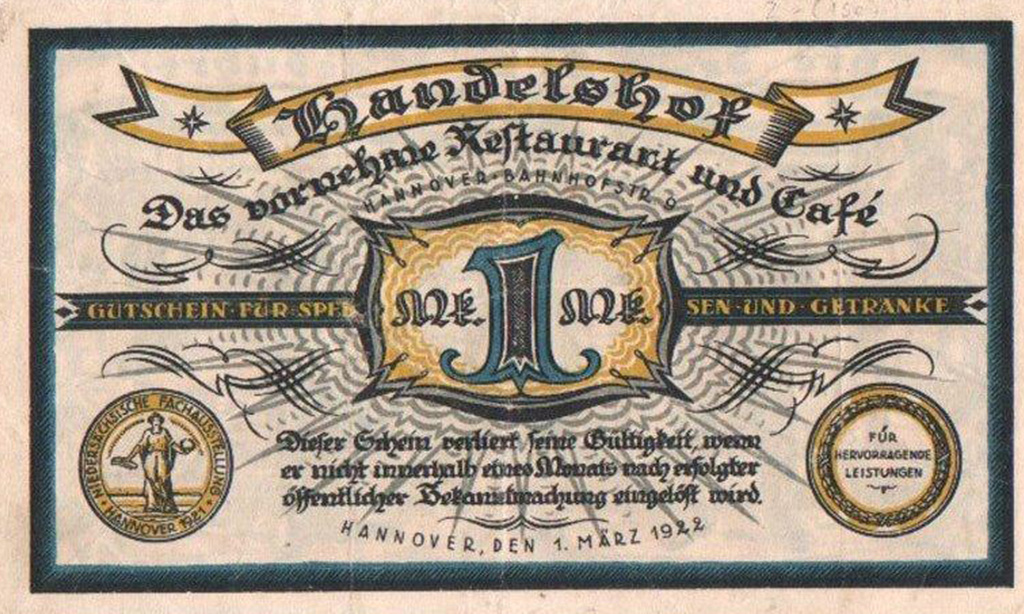 Handelshof
Das vornehme Restaurant und Café
HANNOVER-BAHNHOFSTR. 9
Mk. 1 Mk.
GUTSCHEIN·FÜR·SPEI SEN·UND·GETRÄNKE
NIEDERSÄCHSISCHE FACHAUSSTELLUNG
HANNOVER 1921
FÜR
HERVORRAGENDE
LEISTUNGEN
Dieser Schein verliert seine Gültigkeit, wenn
er nicht innerhalb eines Monats nach erfolgter
öffentlicher Bekanntmachung eingelöst wird.
HANNOVER, DEN 1. MÄRZ 1922